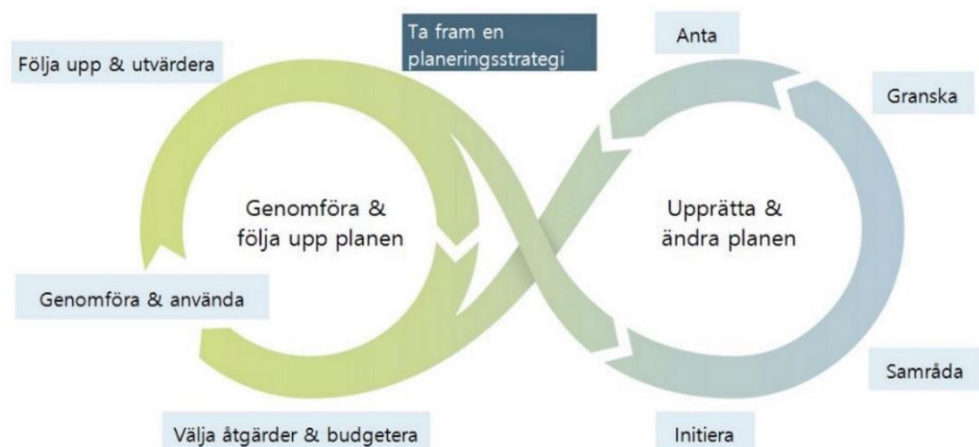 Ta fram en
planeringsstrategi
Anta
Följa upp & utvärdera
Granska
Genomföra &
följa upp planen
Upprätta &
ändra planen
Genomföra & använda
Samråda
Välja åtgärder & budgetera
Initiera